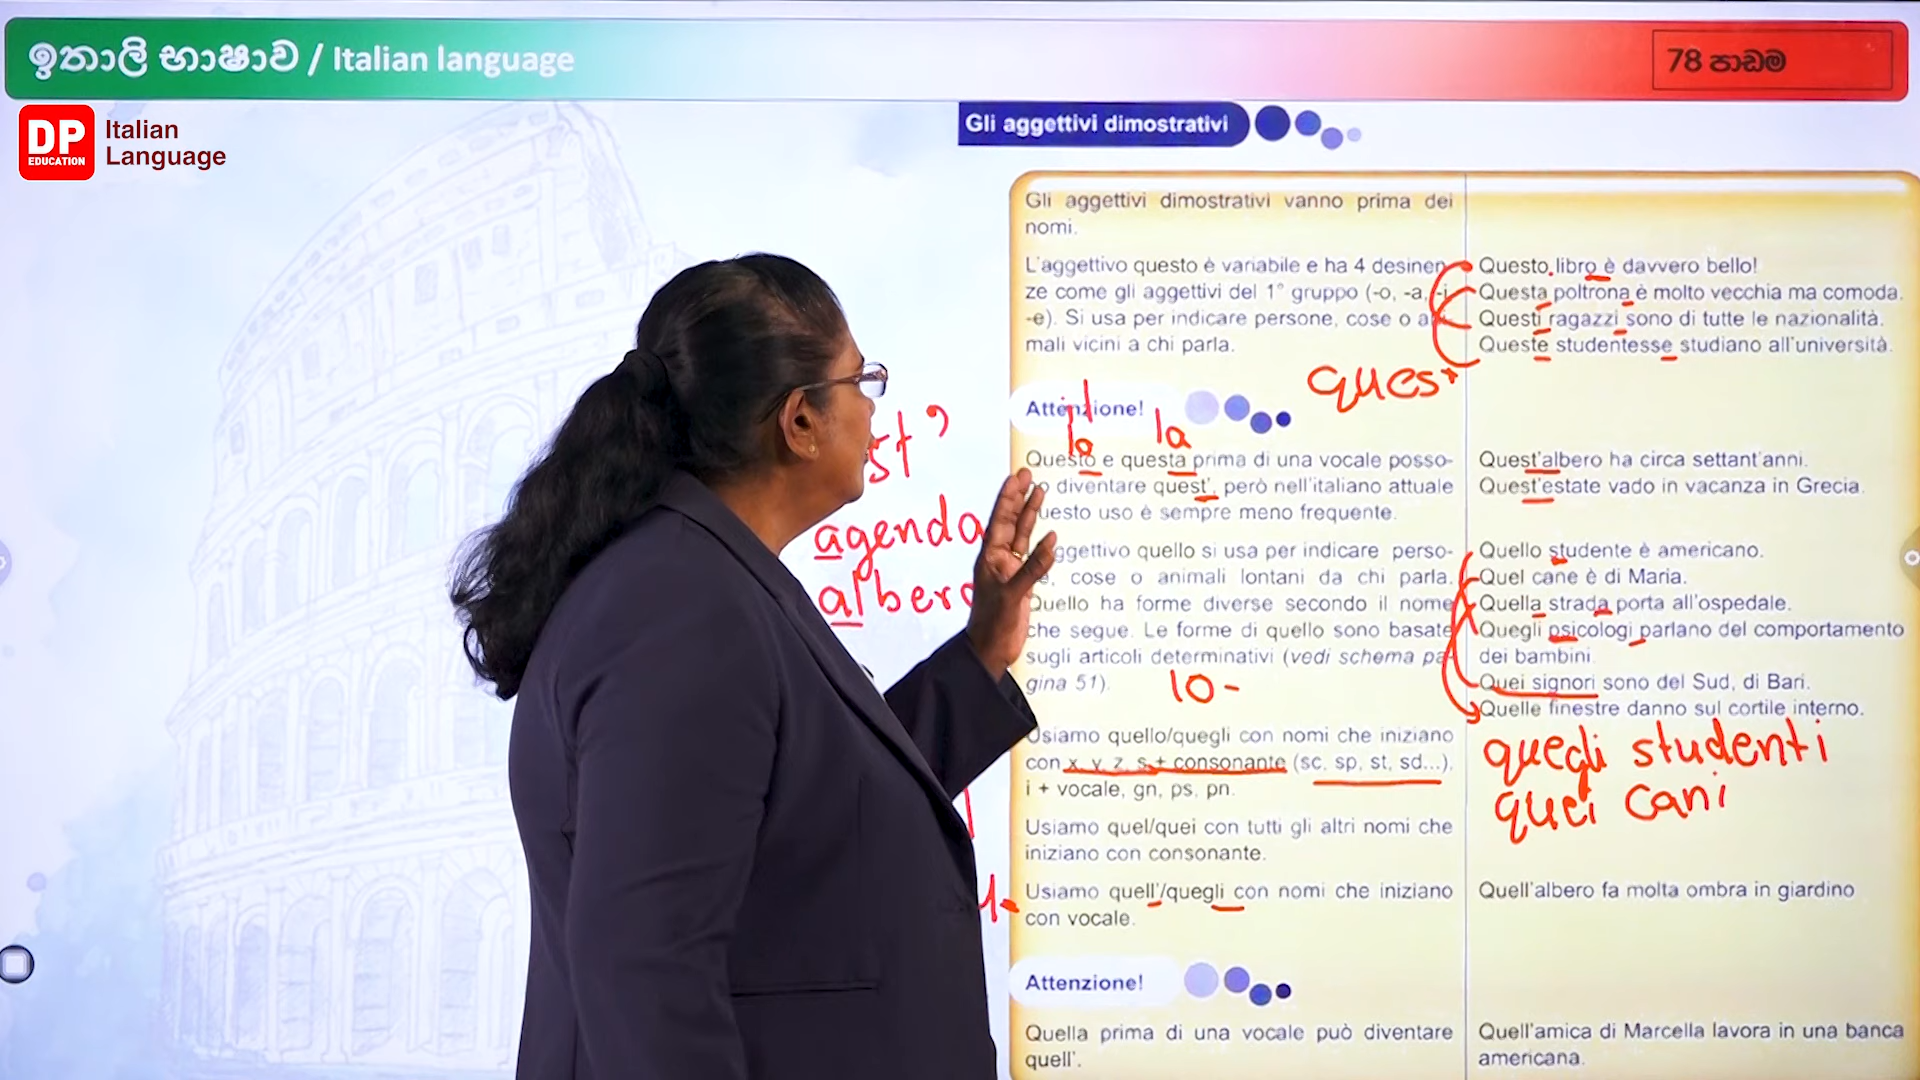 ඉතාලි භාෂාව / Italian language
78 පාඩම
DP
EDUCATION
Italian
Language
Gli aggettivi dimostrativi
Gli aggettivi dimostrativi vanno prima dei
nomi.
L'aggettivo questo è variabile e ha 4 desinen
ze come gli aggettivi del 1° gruppo (-o, -a, -i
-e). Si usa per indicare persone, cose o
mali vicini a chi parla.
Questo libro è davvero bello!
Questa poltrona è molto vecchia ma comoda.
Questi ragazzi sono di tutte le nazionalità.
Queste studentesse studiano all'università.
ques
Attenzione!
il
la la
st'
agenda
albero
Questo e questa prima di una vocale posso-
o diventare quest', però nell'italiano attuale
uesto uso è sempre meno frequente.
Quest'albero ha circa settant'anni.
Quest'estate vado in vacanza in Grecia.
ggettivo quello si usa per indicare perso-
e, cose o animali lontani da chi parla.
Quello ha forme diverse secondo il nome
che segue. Le forme di quello sono basate
sugli articoli determinativi (vedi schema pa-
gina 51).
lo -
Quello studente è americano.
Quel cane è di Maria.
Quella strada porta all'ospedale.
Quegli psicologi parlano del comportamento
dei bambini.
Quei signori sono del Sud, di Bari.
Quelle finestre danno sul cortile interno.
quegli studenti
quei cani
Usiamo quello/quegli con nomi che iniziano
con x, y, z, s + consonante (sc, sp, st, sd...),
i + vocale, gn, ps, pn.
Usiamo quel/quei con tutti gli altri nomi che
iniziano con consonante.
Usiamo quell'/quegli con nomi che iniziano
con vocale.
Quell'albero fa molta ombra in giardino
Attenzione!
Quella prima di una vocale può diventare
quell'.
Quell'amica di Marcella lavora in una banca
americana.